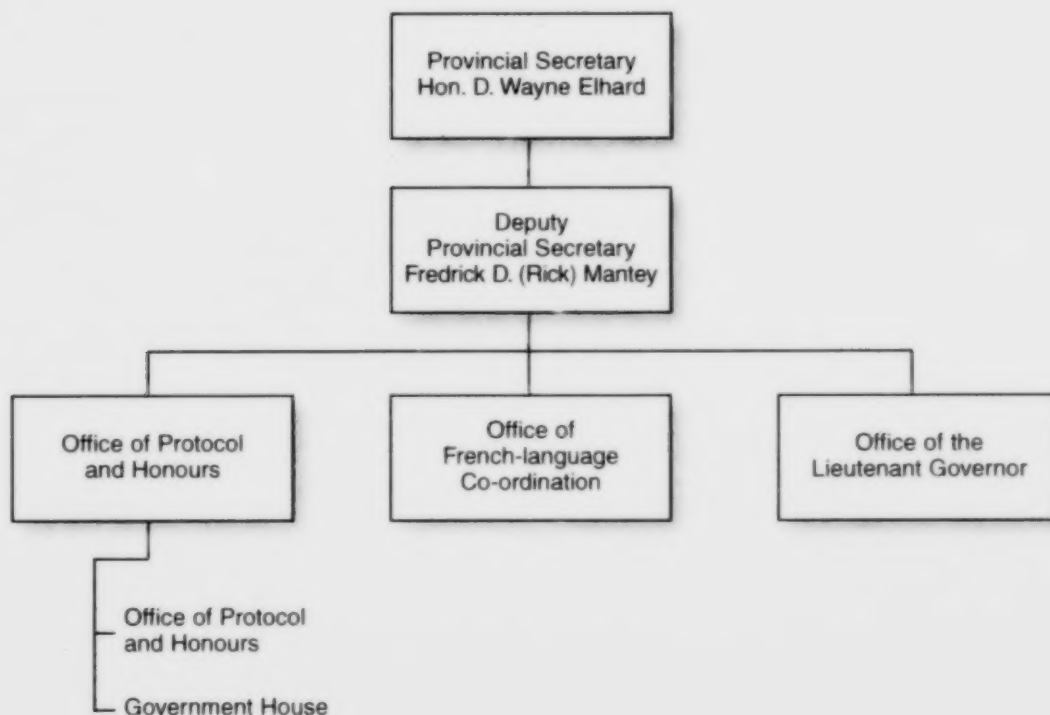 Provincial Secretary
Hon. D. Wayne Elhard
Deputy
Provincial Secretary
Fredrick D. (Rick) Mantey
Office of Protocol
and Honours
Office of
French-language
Co-ordination
Office of the
Lieutenant Governor
Office of Protocol
and Honours
Government House